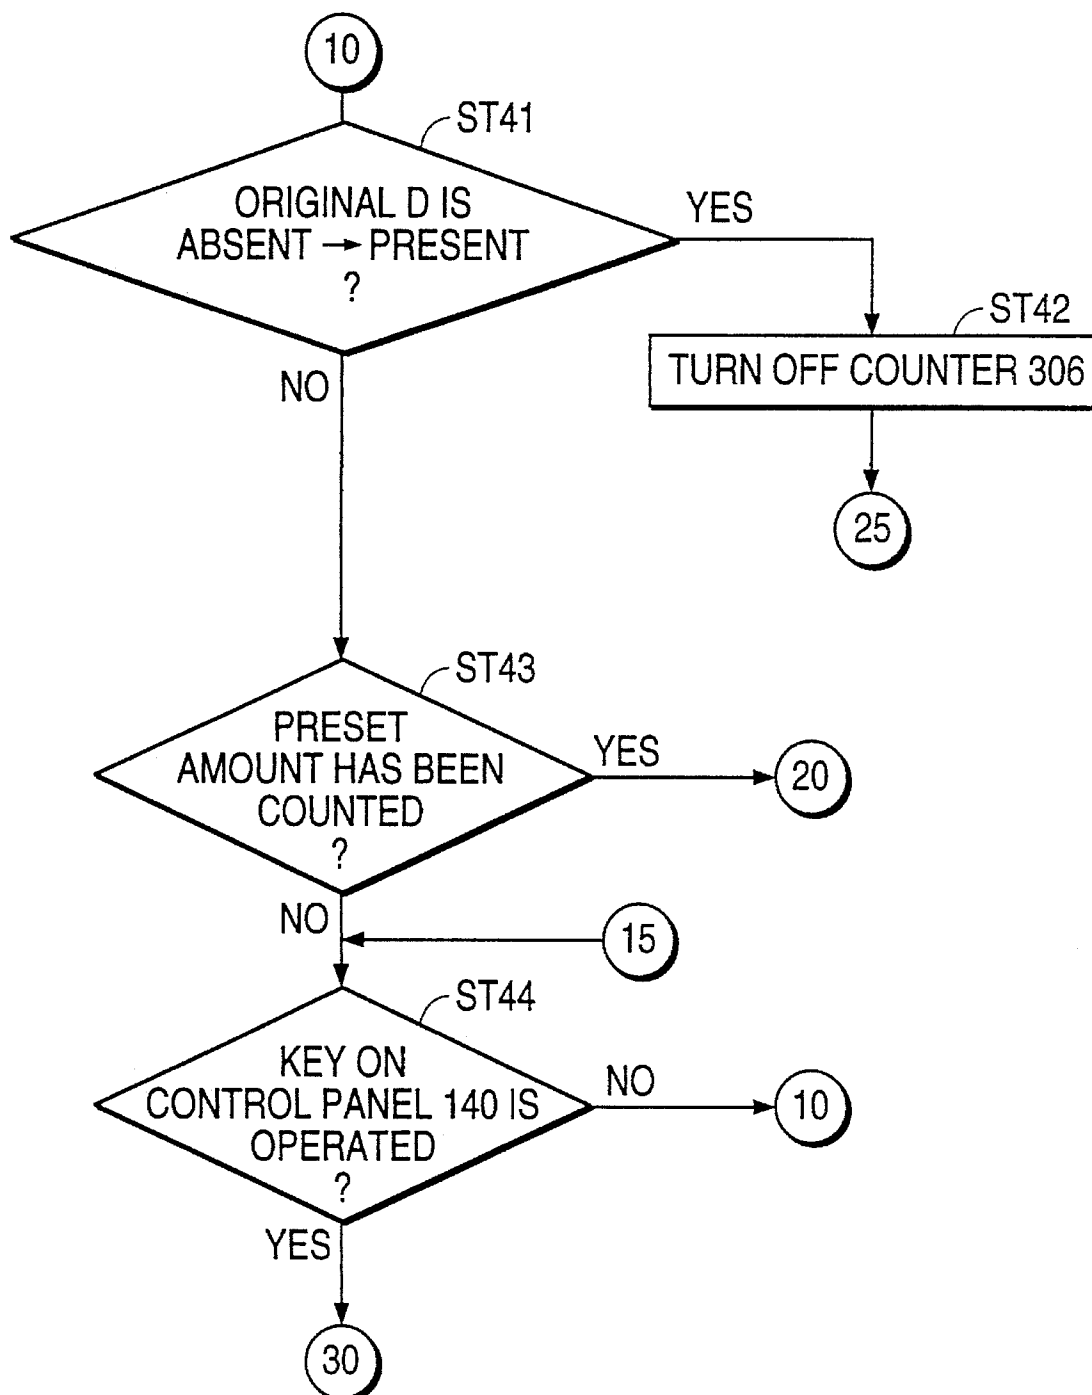 10
ST41
ORIGINAL D IS
ABSENT → PRESENT
?
YES
NO
ST42
TURN OFF COUNTER 306
25
ST43
PRESET
AMOUNT HAS BEEN
COUNTED
?
YES
20
NO
15
ST44
KEY ON
CONTROL PANEL 140 IS
OPERATED
?
NO
10
YES
30